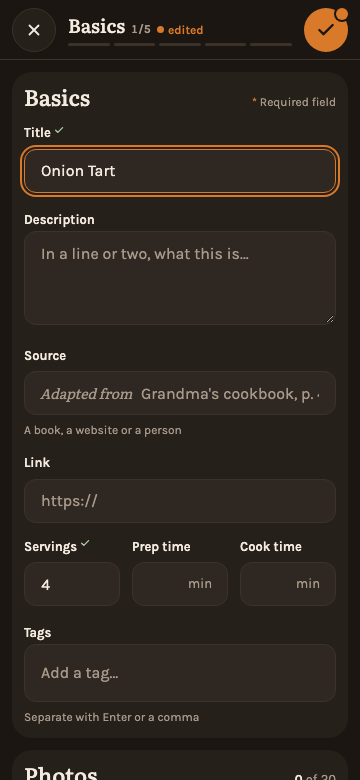 Basics 1/5 edited
Basics
* Required field
Title
Onion Tart
Description
In a line or two, what this is…
Source
Adapted from Grandma's cookbook, p.
A book, a website or a person
Link
https://
Servings Prep time Cook time
4 min min
Tags
Add a tag…
Separate with Enter or a comma
Photos 0 of 20